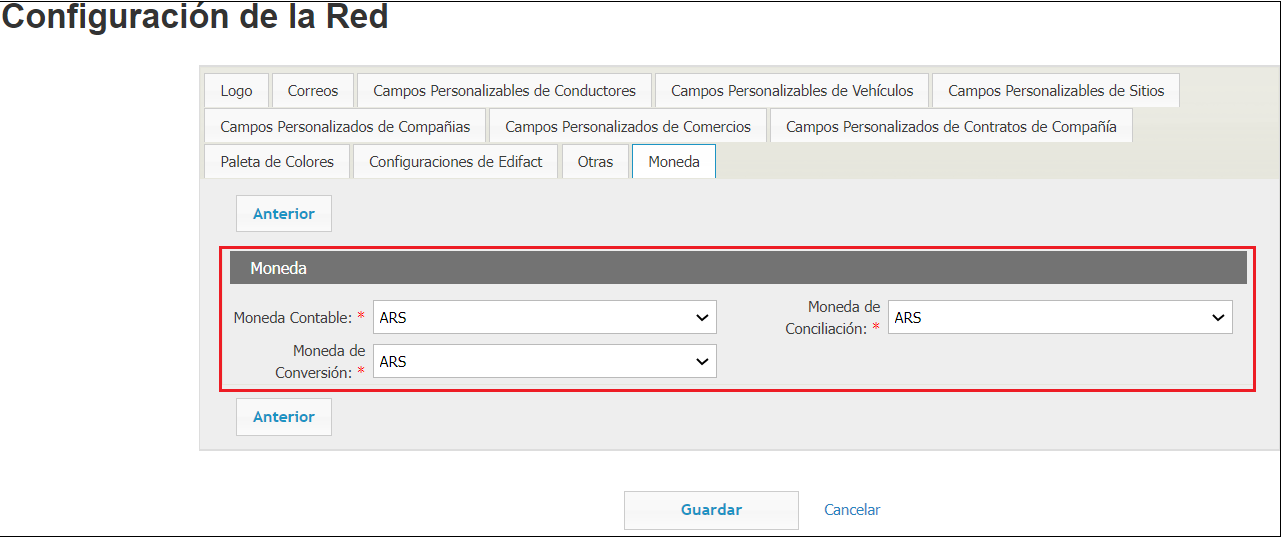 Configuración de la Red
Logo Correos Campos Personalizables de Conductores Campos Personalizables de Vehículos Campos Personalizables de Sitios
Campos Personalizados de Compañias Campos Personalizados de Comercios Campos Personalizados de Contratos de Compañía
Paleta de Colores Configuraciones de Edifact Otras Moneda
Anterior
Moneda
Moneda Contable: * ARS
Moneda de
Conciliación: * ARS
Moneda de
Conversión: * ARS
Anterior
Guardar Cancelar